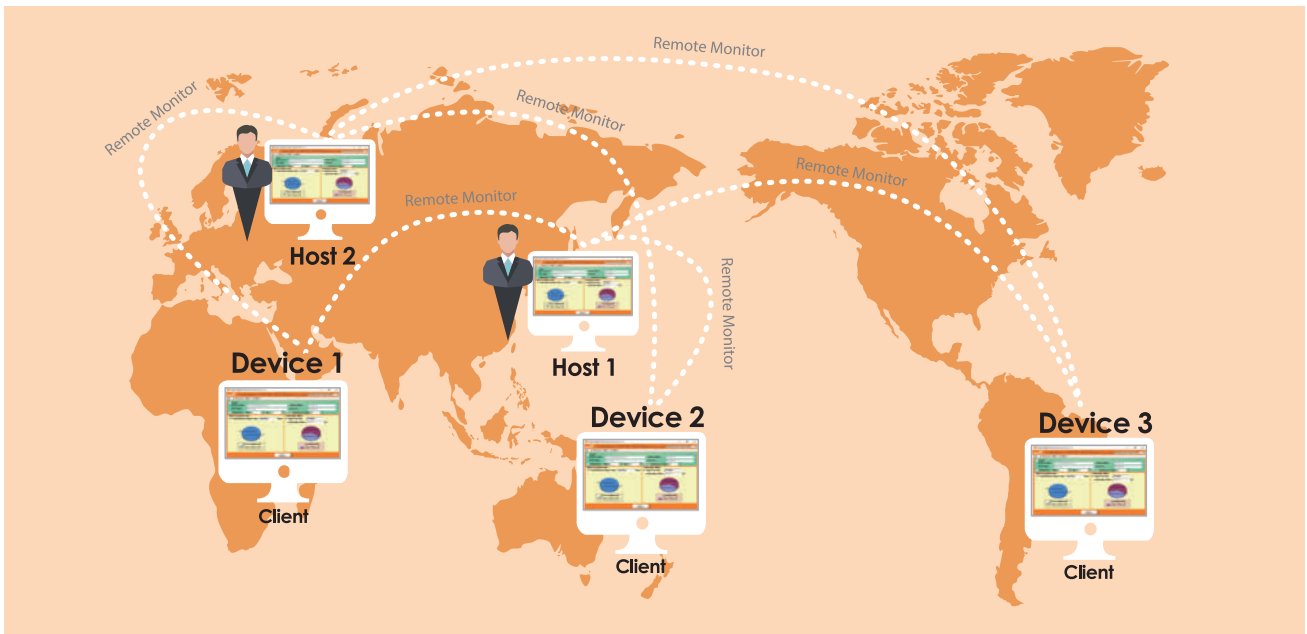 Remote Monitor
Remote Monitor
Remote Monitor
Remote Monitor
Remote Monitor
Remote Monitor
Host 2
Host 1
Device 1
Client
Device 2
Client
Device 3
Client